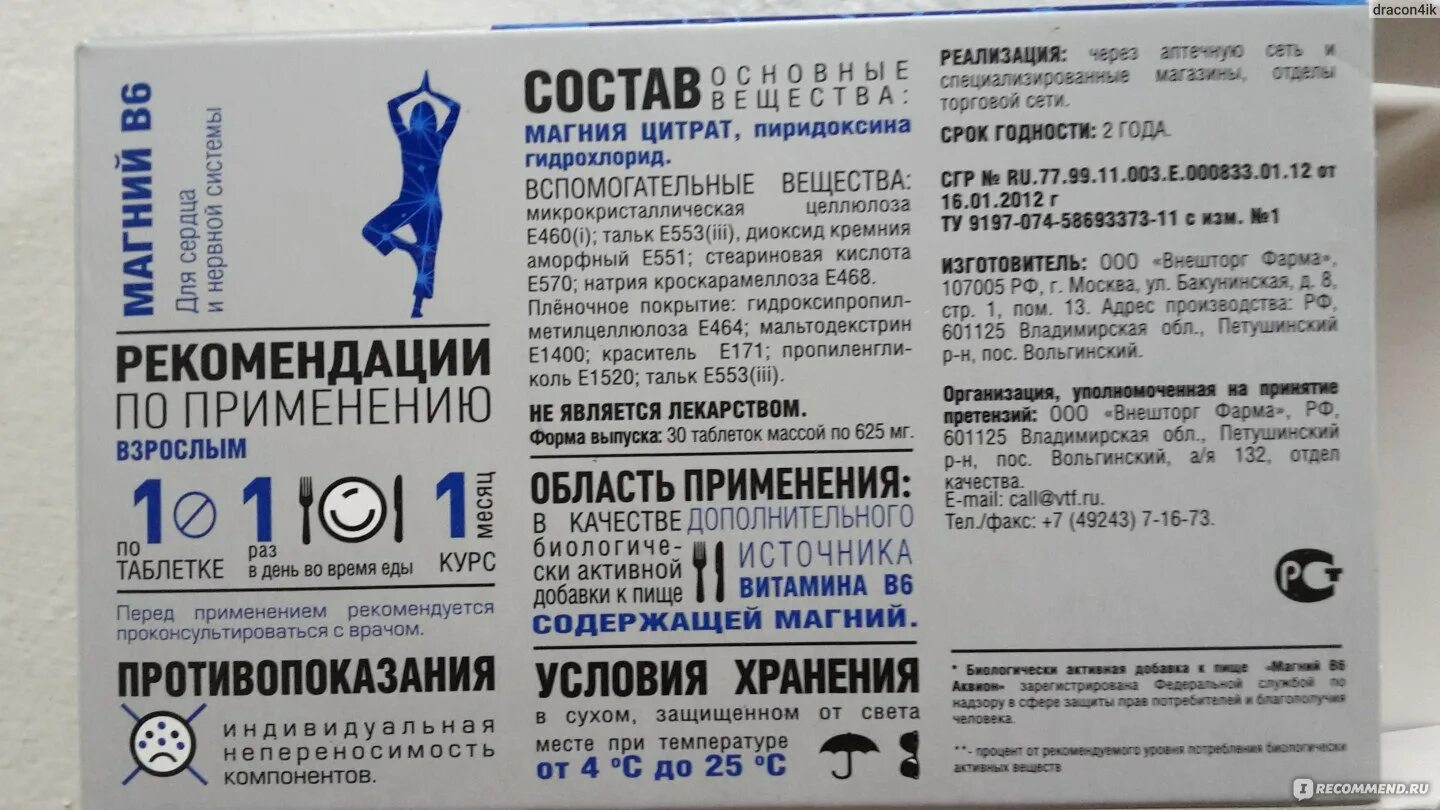 dracon4ik
МАГНИЙ В6
Для сердца
и нервной системы
РЕКОМЕНДАЦИИ
ПО ПРИМЕНЕНИЮ
ВЗРОСЛЫМ
по 1 таблетке
1 раз в день во время еды
1 месяц курс
Перед применением рекомендуется
проконсультироваться с врачом.
ПРОТИВОПОКАЗАНИЯ
индивидуальная
непереносимость
компонентов.
СОСТАВ ОСНОВНЫЕ
ВЕЩЕСТВА:
МАГНИЯ ЦИТРАТ, пиридоксина
гидрохлорид.
ВСПОМОГАТЕЛЬНЫЕ ВЕЩЕСТВА:
микрокристаллическая целлюлоза
Е460(i); тальк Е553(iii), диоксид кремния
аморфный Е551; стеариновая кислота
Е570; натрия кроскарамеллоза Е468.
Плёночное покрытие: гидроксипропил-
метилцеллюлоза Е464; мальтодекстрин
Е1400; краситель Е171; пропиленгли-
коль Е1520; тальк Е553(iii).
НЕ ЯВЛЯЕТСЯ ЛЕКАРСТВОМ.
Форма выпуска: 30 таблеток массой по 625 мг.
ОБЛАСТЬ ПРИМЕНЕНИЯ:
В КАЧЕСТВЕ ДОПОЛНИТЕЛЬНОГО
биологиче-
ски активной
добавки к пище
ИСТОЧНИКА
ВИТАМИНА В6
СОДЕРЖАЩЕЙ МАГНИЙ.
УСЛОВИЯ ХРАНЕНИЯ
в сухом, защищенном от света
месте при температуре
от 4 ºС до 25 ºС
РЕАЛИЗАЦИЯ: через аптечную сеть и
специализированные магазины, отделы
торговой сети.
СРОК ГОДНОСТИ: 2 ГОДА.
СГР № RU.77.99.11.003.Е.000833.01.12 от
16.01.2012 г
ТУ 9197-074-58693373-11 с изм. №1
ИЗГОТОВИТЕЛЬ: ООО «Внешторг Фарма»,
107005 РФ, г. Москва, ул. Бакунинская, д. 8,
стр. 1, пом. 13. Адрес производства: РФ,
601125 Владимирская обл., Петушинский
р-н, пос. Вольгинский.
Организация, уполномоченная на принятие
претензий: ООО «Внешторг Фарма», РФ,
601125 Владимирская обл., Петушинский
р-н, пос. Вольгинский, а/я 132, отдел
качества.
E-mail: call@vtf.ru.
Тел./факс: +7 (49243) 7-16-73.
РСТ
* Биологически активная добавка к пище «Магний В6
Аквион» зарегистрирована Федеральной службой по
надзору в сфере защиты прав потребителей и благополучия
человека.
**- процент от рекомендуемого уровня потребления биологически
активных веществ
I RECOMMEND.RU